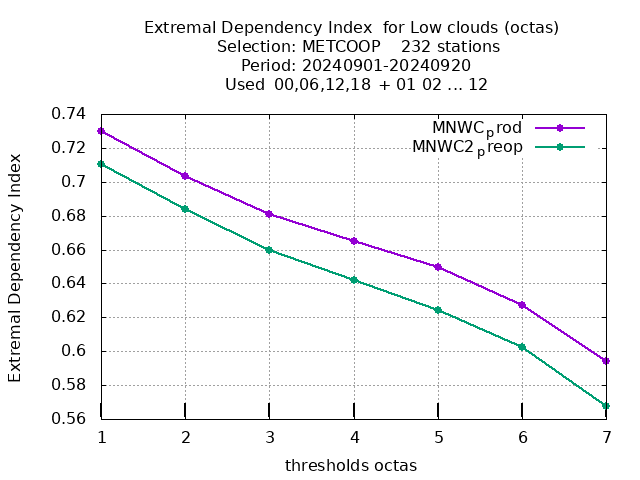 Extremal Dependency Index  for Low clouds (octas)
Selection: METCOOP    232 stations
Period: 20240901-20240920
Used  00,06,12,18 + 01 02 ... 12
MNWCprod
MNWC2preop
Extremal Dependency Index
0.74
0.72
0.7
0.68
0.66
0.64
0.62
0.6
0.58
0.56
1 2 3 4 5 6 7
thresholds octas